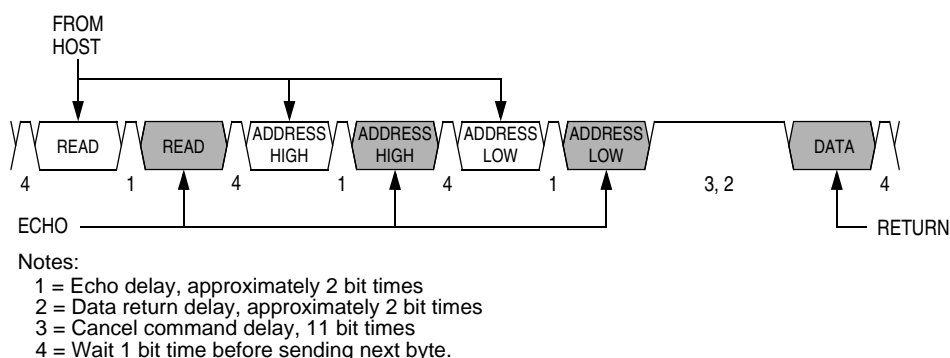 FROM
HOST
READ
READ
ADDRESS
HIGH
ADDRESS
HIGH
ADDRESS
LOW
ADDRESS
LOW
DATA
4
1
4
1
4
1
3, 2
4
ECHO
RETURN
Notes:
1 = Echo delay, approximately 2 bit times
2 = Data return delay, approximately 2 bit times
3 = Cancel command delay, 11 bit times
4 = Wait 1 bit time before sending next byte.